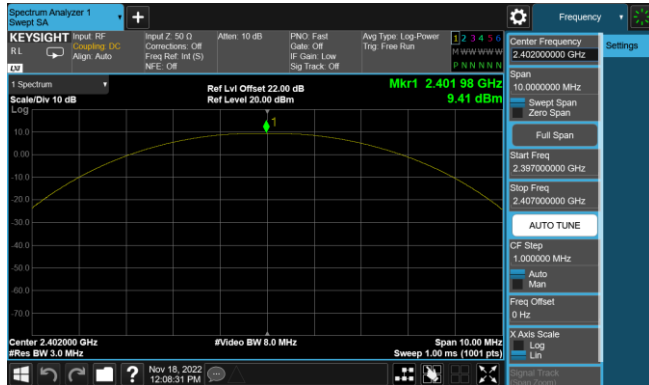 Spectrum Analyzer 1
Swept SA
Frequency
KEYSIGHT
RL
LXI
Input: RF
Coupling: DC
Align: Auto
Input Z: 50 Ω
Corrections: Off
Freq Ref: Int (S)
NFE: Off
Atten: 10 dB
PNO: Fast
Gate: Off
IF Gain: Low
Sig Track: Off
Avg Type: Log-Power
Trig: Free Run
1 2 3 4 5 6
M W W W W W
P N N N N N
1 Spectrum
Scale/Div 10 dB
Log
Ref Lvl Offset 22.00 dB
Ref Level 20.00 dBm
Mkr1 2.401 98 GHz
9.41 dBm
1
10.0
0.00
-10.0
-20.0
-30.0
-40.0
-50.0
-60.0
-70.0
Center 2.402000 GHz
#Res BW 3.0 MHz
#Video BW 8.0 MHz
Span 10.00 MHz
Sweep 1.00 ms (1001 pts)
Nov 18, 2022
12:08:31 PM
Center Frequency
2.402000000 GHz
Settings
Span
10.0000000 MHz
Swept Span
Zero Span
Full Span
Start Freq
2.397000000 GHz
Stop Freq
2.407000000 GHz
AUTO TUNE
CF Step
1.000000 MHz
Auto
Man
Freq Offset
0 Hz
X Axis Scale
Log
Lin
Signal Track
(Span Zoom)